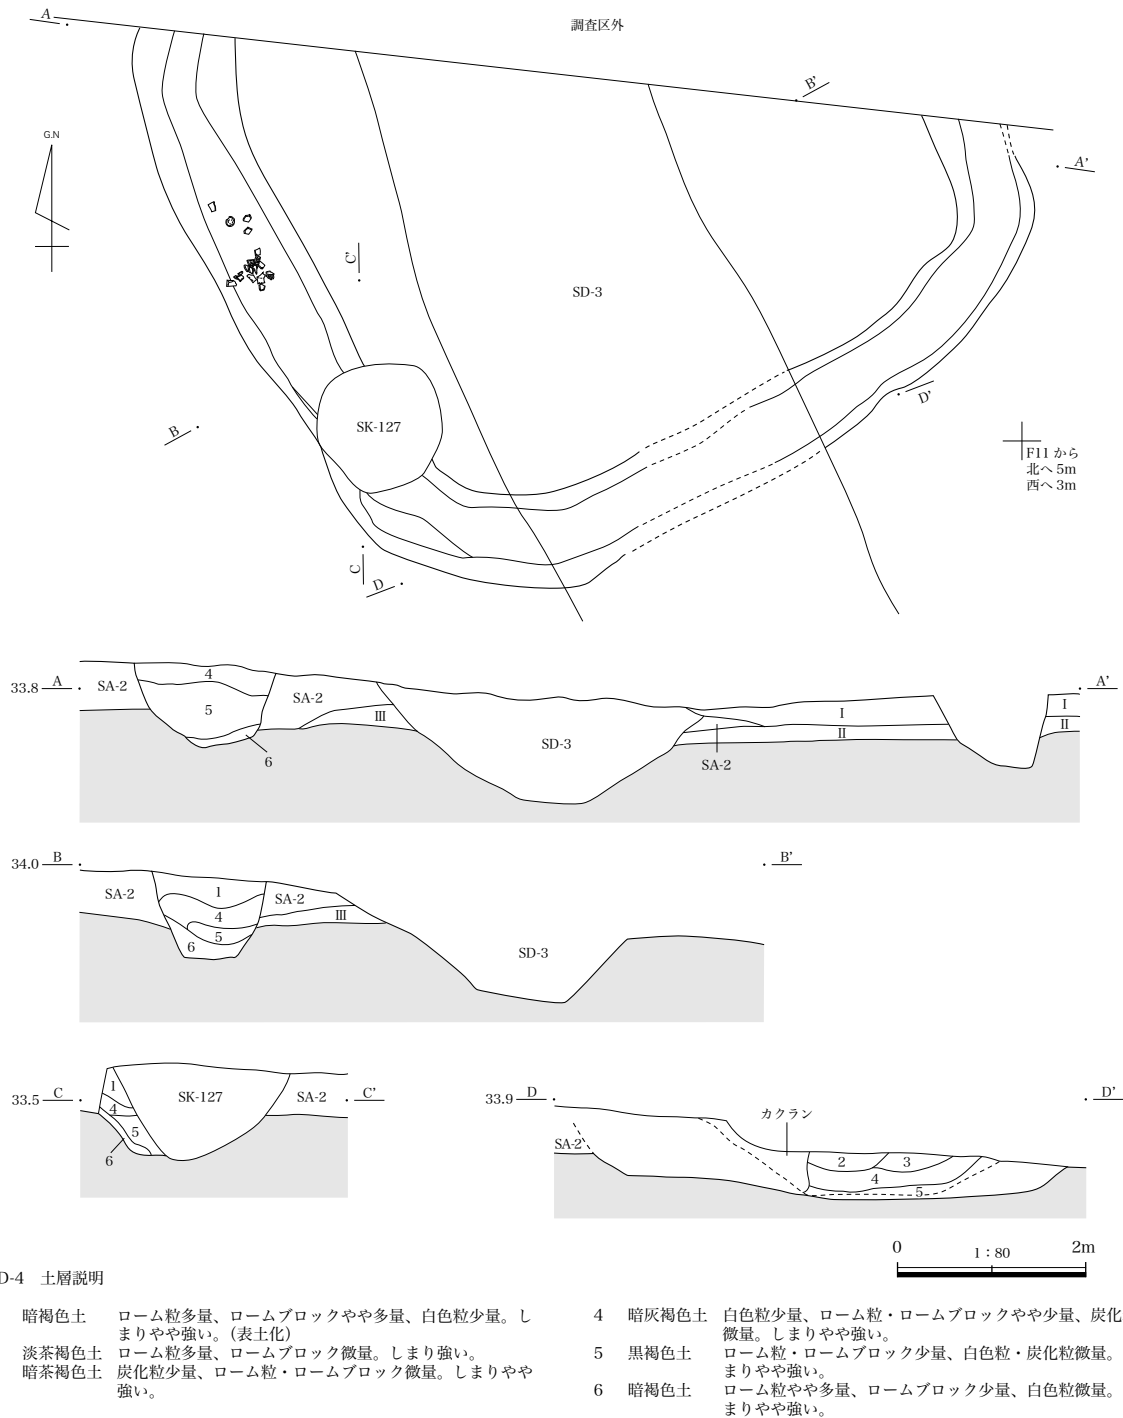 A
調査区外
B'
G.N
A'
C'
SD-3
D'
B
SK-127
F11 から
北へ 5m
西へ 3m
C
D
33.8 A
A'
SA-2
4
SA-2
5
Ⅲ
I
I
II
II
SD-3
SA-2
6
34.0 B
B'
SA-2
1
SA-2
4
Ⅲ
5
6
SD-3
33.5 C
C'
1
SK-127
SA-2
4
5
6
33.9 D
D'
カクラン
SA-2
2
3
4
5
0
1：80
2m
D-4 土層説明
暗褐色土 ローム粒多量、ロームブロックやや多量、白色粒少量。し
まりやや強い。（表土化）
淡茶褐色土 ローム粒多量、ロームブロック微量。しまり強い。
暗茶褐色土 炭化粒少量、ローム粒・ロームブロック微量。しまりやや
強い。
4 暗灰褐色土 白色粒少量、ローム粒・ロームブロックやや少量、炭化
微量。しまりやや強い。
5 黒褐色土 ローム粒・ロームブロック少量、白色粒・炭化粒微量。
まりやや強い。
6 暗褐色土 ローム粒やや多量、ロームブロック少量、白色粒微量。
まりやや強い。